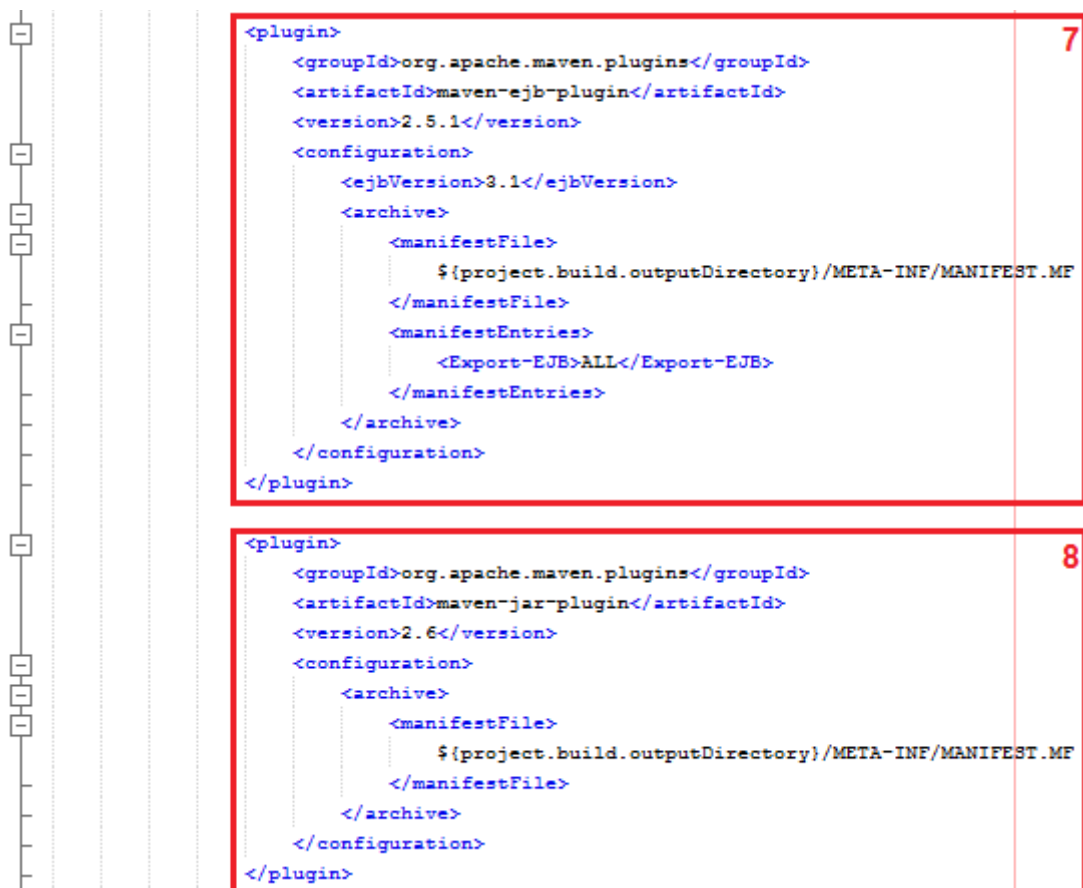 <plugin> 7
<groupId>org.apache.maven.plugins</groupId>
<artifactId>maven-ejb-plugin</artifactId>
<version>2.5.1</version>
<configuration>
<ejbVersion>3.1</ejbVersion>
<archive>
<manifestFile>
${project.build.outputDirectory}/META-INF/MANIFEST.MF
</manifestFile>
<manifestEntries>
<Export-EJB>ALL</Export-EJB>
</manifestEntries>
</archive>
</configuration>
</plugin>
<plugin> 8
<groupId>org.apache.maven.plugins</groupId>
<artifactId>maven-jar-plugin</artifactId>
<version>2.6</version>
<configuration>
<archive>
<manifestFile>
${project.build.outputDirectory}/META-INF/MANIFEST.MF
</manifestFile>
</archive>
</configuration>
</plugin>